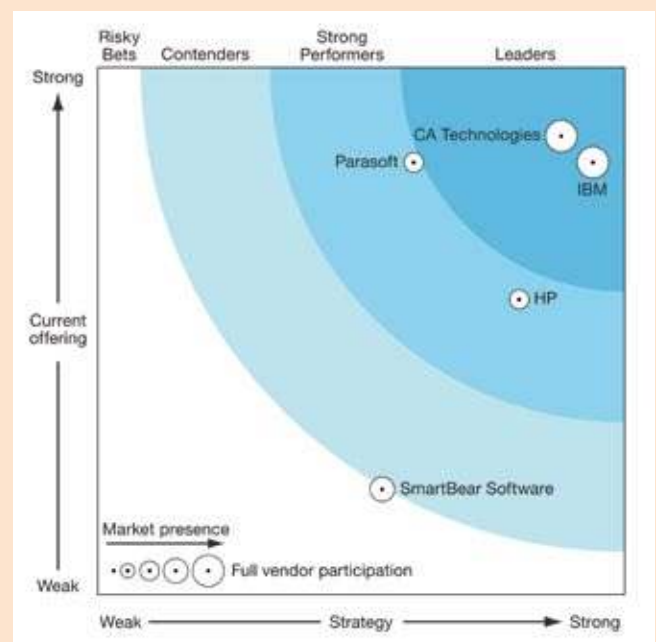 Risky
Bets
Contenders
Strong
Performers
Leaders
Strong
CA Technologies
Parasoft
IBM
HP
Current
offering
SmartBear Software
Market presence
Full vendor participation
Weak
Weak
Strategy
Strong